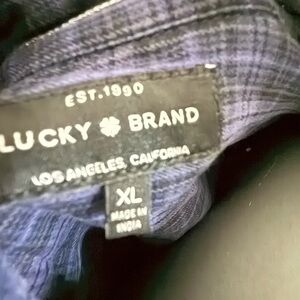 EST.1990
LUCKY BRAND
LOS ANGELES, CALIFORNIA
XL
MADE IN
INDIA